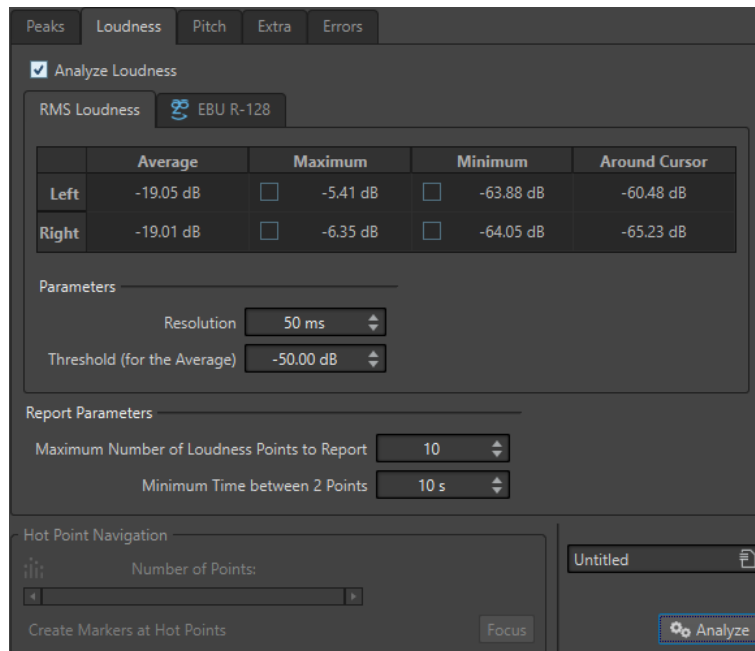 Peaks Loudness Pitch Extra Errors
Analyze Loudness
RMS Loudness EBU R-128
Average Maximum Minimum Around Cursor
Left -19.05 dB -5.41 dB -63.88 dB -60.48 dB
Right -19.01 dB -6.35 dB -64.05 dB -65.23 dB
Parameters
Resolution 50 ms
Threshold (for the Average) -50.00 dB
Report Parameters
Maximum Number of Loudness Points to Report 10
Minimum Time between 2 Points 10 s
Hot Point Navigation
Number of Points:
Untitled
Create Markers at Hot Points Focus
Analyze